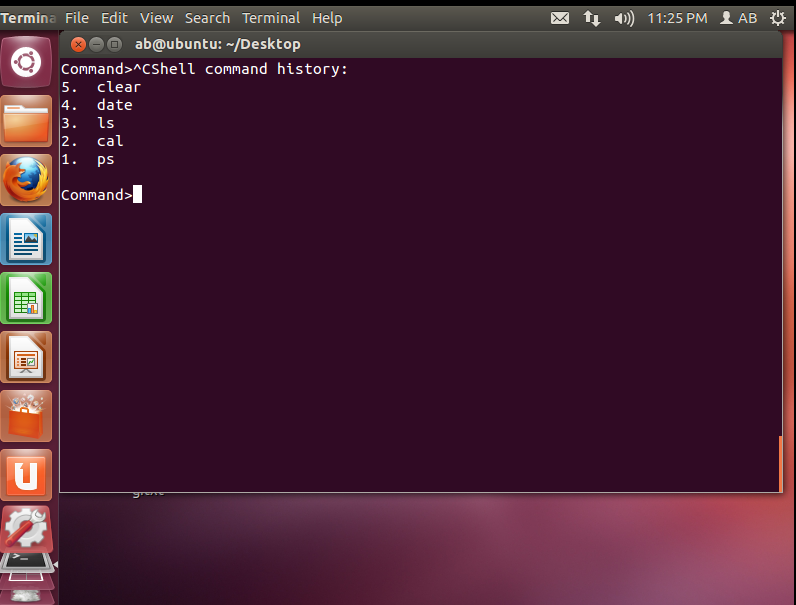 Termina File Edit View Search Terminal Help 11:25 PM AB
ab@ubuntu: ~/Desktop
Command>^CShell command history:
5. clear
4. date
3. ls
2. cal
1. ps
Command>